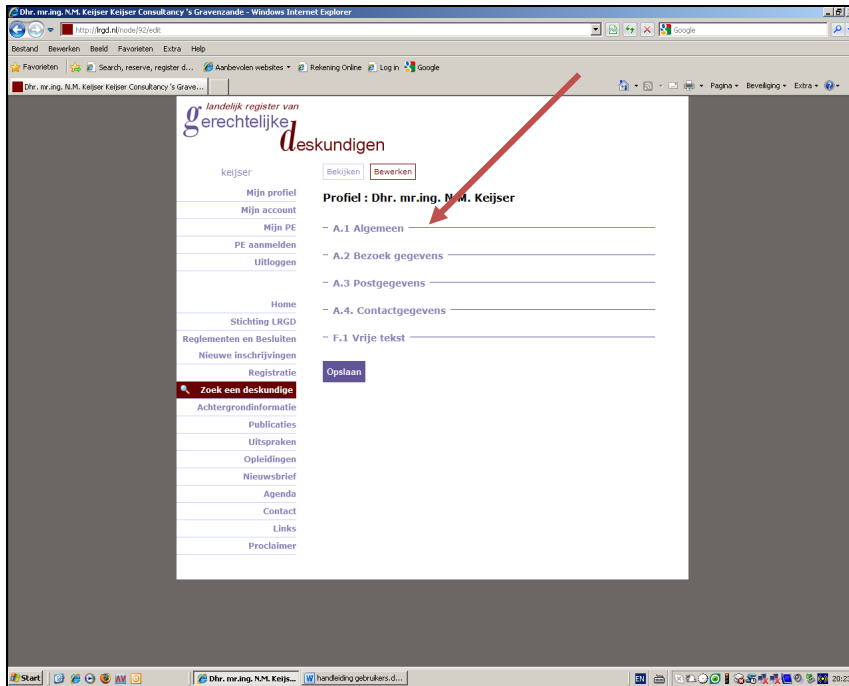 Dhr. mr.ing. N.M. Keijser Keijser Consultancy 's Gravenzande - Windows Internet Explorer
http://lrgd.nl/node/92/edit
Google
Bestand Bewerken Beeld Favorieten Extra Help
Favorieten Search, reserve, register d... Aanbevolen websites Rekening Online Log in Google
Dhr. mr.ing. N.M. Keijser Keijser Consultancy 's Grave...
Pagina Beveiliging Extra
landelijk register van
gerechtelijke
deskundigen
keijser
Mijn profiel
Mijn account
Mijn PE
PE aanmelden
Uitloggen
Home
Stichting LRGD
Reglementen en Besluiten
Nieuwe inschrijvingen
Registratie
Zoek een deskundige
Achtergrondinformatie
Publicaties
Uitspraken
Opleidingen
Nieuwsbrief
Agenda
Contact
Links
Proclaimer
Bekijken Bewerken
Profiel : Dhr. mr.ing. N.M. Keijser
A.1 Algemeen
A.2 Bezoek gegevens
A.3 Postgegevens
A.4. Contactgegevens
F.1 Vrije tekst
Opslaan
Start
Dhr. mr.ing. N.M. Keijs...
handleiding gebruikers.d...
EN
20:23